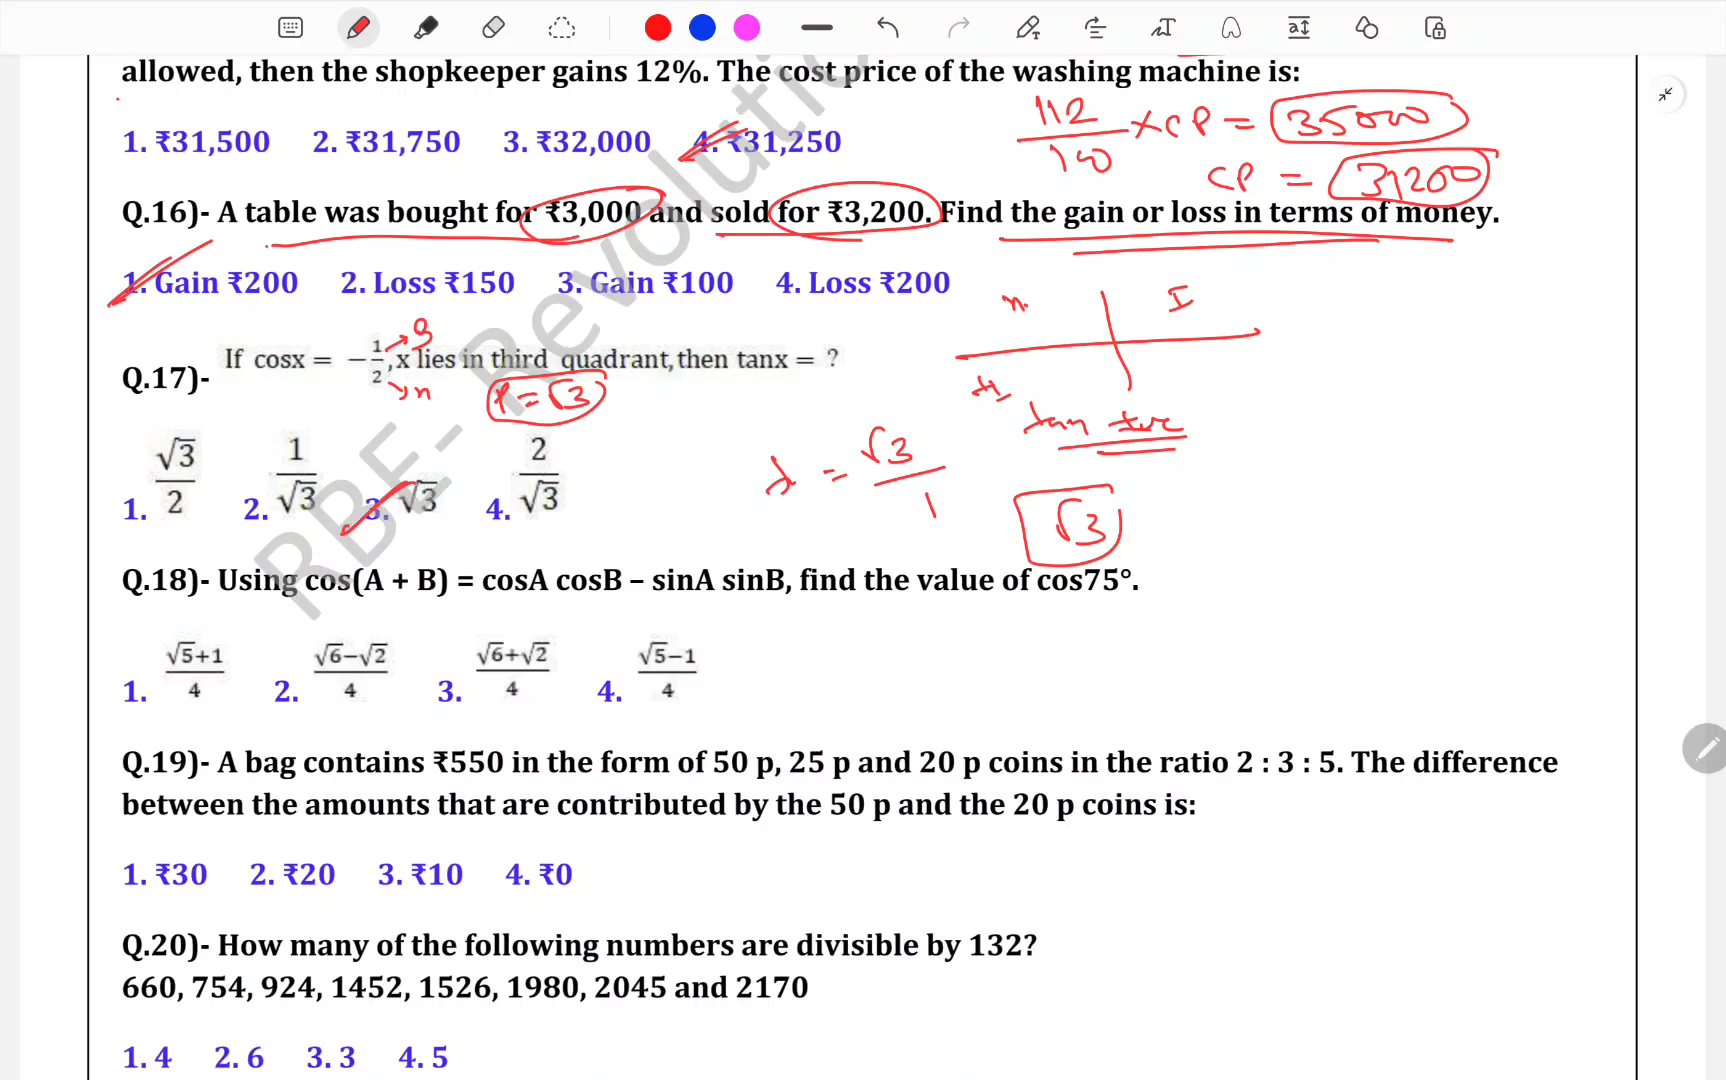 allowed, then the shopkeeper gains 12%. The cost price of the washing machine is:
112/100 × CP = 35000
1. ₹31,500 2. ₹31,750 3. ₹32,000 4. ₹31,250
CP = 31,200
Q.16)- A table was bought for ₹3,000 and sold for ₹3,200. Find the gain or loss in terms of money.
1. Gain ₹200 2. Loss ₹150 3. Gain ₹100 4. Loss ₹200
I
Q.17)- If cosx = −1/2, x lies in third quadrant, then tanx = ?
P = √3
tan +ve
1. √3/2 2. 1/√3 3. √3 4. 2/√3
= √3/1
√3
Q.18)- Using cos(A + B) = cosA cosB – sinA sinB, find the value of cos75°.
1. √5+1/4 2. √6−√2/4 3. √6+√2/4 4. √5−1/4
Q.19)- A bag contains ₹550 in the form of 50 p, 25 p and 20 p coins in the ratio 2 : 3 : 5. The difference
between the amounts that are contributed by the 50 p and the 20 p coins is:
1. ₹30 2. ₹20 3. ₹10 4. ₹0
Q.20)- How many of the following numbers are divisible by 132?
660, 754, 924, 1452, 1526, 1980, 2045 and 2170
1. 4 2. 6 3. 3 4. 5
RBE- Revolutio